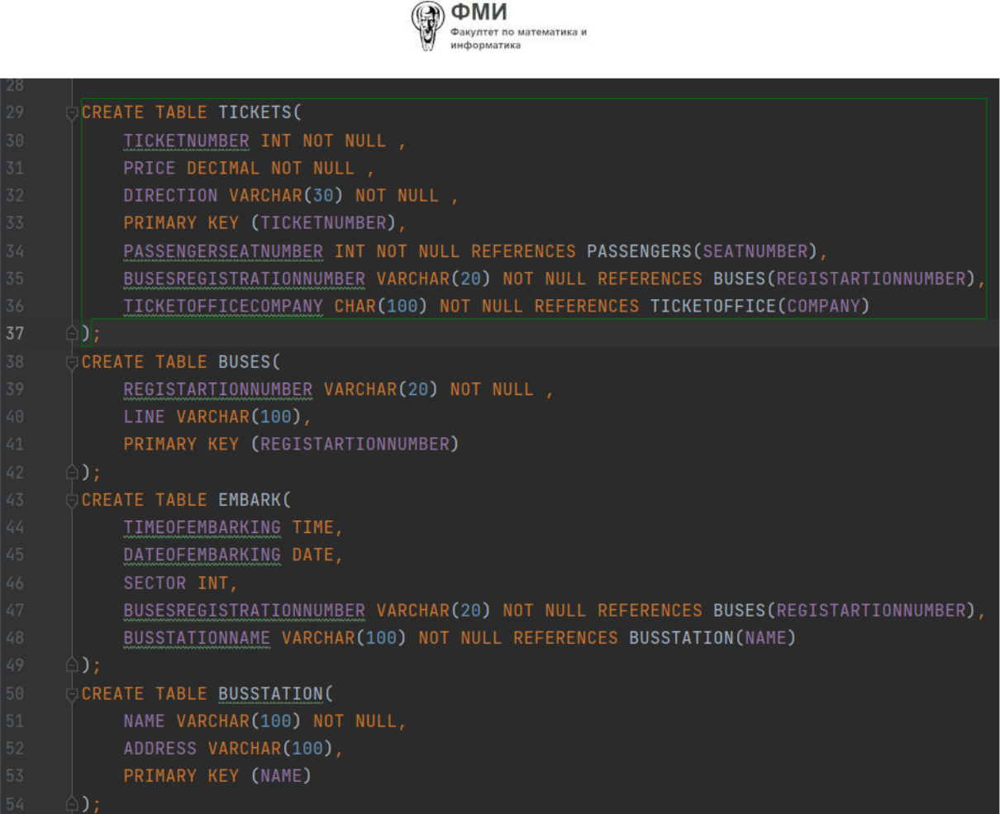 ФМИ
Факултет по математика и
информатика
28
29 CREATE TABLE TICKETS(
30 TICKETNUMBER INT NOT NULL ,
31 PRICE DECIMAL NOT NULL ,
32 DIRECTION VARCHAR(30) NOT NULL ,
33 PRIMARY KEY (TICKETNUMBER),
34 PASSENGERSEATNUMBER INT NOT NULL REFERENCES PASSENGERS(SEATNUMBER),
35 BUSESREGISTRATIONNUMBER VARCHAR(20) NOT NULL REFERENCES BUSES(REGISTARTIONNUMBER),
36 TICKETOFFICECOMPANY CHAR(100) NOT NULL REFERENCES TICKETOFFICE(COMPANY)
37 );
38 CREATE TABLE BUSES(
39 REGISTARTIONNUMBER VARCHAR(20) NOT NULL ,
40 LINE VARCHAR(100),
41 PRIMARY KEY (REGISTARTIONNUMBER)
42 );
43 CREATE TABLE EMBARK(
44 TIMEOFEMBARKING TIME,
45 DATEOFEMBARKING DATE,
46 SECTOR INT,
47 BUSESREGISTRATIONNUMBER VARCHAR(20) NOT NULL REFERENCES BUSES(REGISTARTIONNUMBER),
48 BUSSTATIONNAME VARCHAR(100) NOT NULL REFERENCES BUSSTATION(NAME)
49 );
50 CREATE TABLE BUSSTATION(
51 NAME VARCHAR(100) NOT NULL,
52 ADDRESS VARCHAR(100),
53 PRIMARY KEY (NAME)
54 );